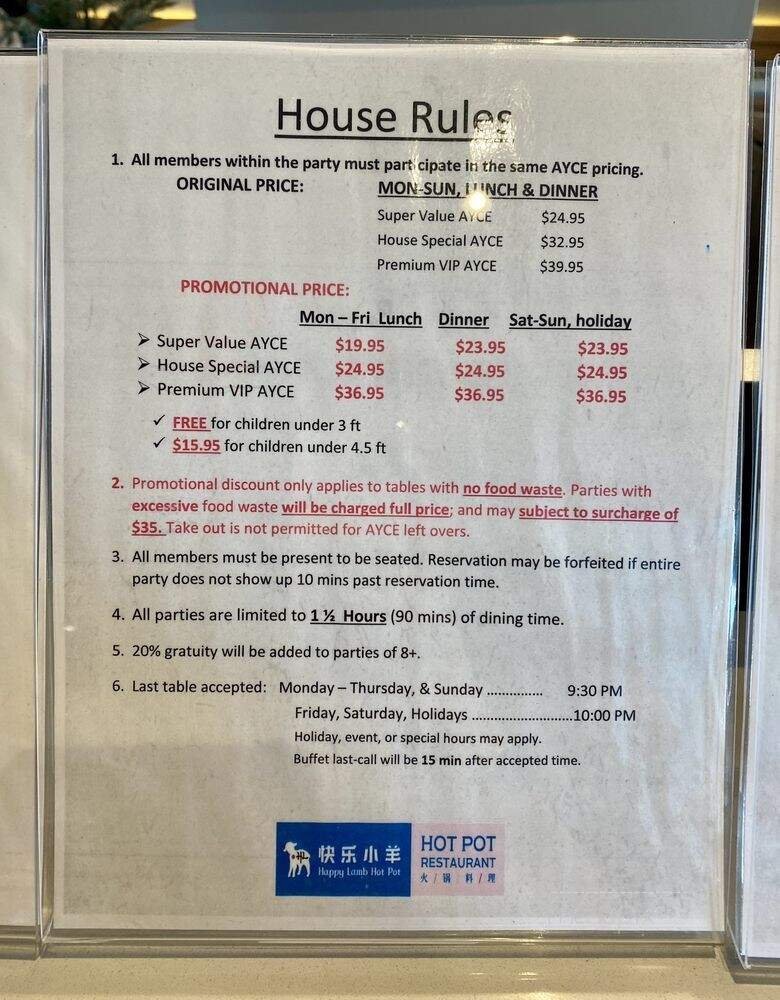 House Rules
1. All members within the party must participate in the same AYCE pricing.
ORIGINAL PRICE: MON-SUN, LUNCH & DINNER
Super Value AYCE $24.95
House Special AYCE $32.95
Premium VIP AYCE $39.95
PROMOTIONAL PRICE:
Mon – Fri Lunch Dinner Sat-Sun, holiday
➢ Super Value AYCE $19.95 $23.95 $23.95
➢ House Special AYCE $24.95 $24.95 $24.95
➢ Premium VIP AYCE $36.95 $36.95 $36.95
✓ FREE for children under 3 ft
✓ $15.95 for children under 4.5 ft
2. Promotional discount only applies to tables with no food waste. Parties with
excessive food waste will be charged full price; and may subject to surcharge of
$35. Take out is not permitted for AYCE left overs.
3. All members must be present to be seated. Reservation may be forfeited if entire
party does not show up 10 mins past reservation time.
4. All parties are limited to 1 ½ Hours (90 mins) of dining time.
5. 20% gratuity will be added to parties of 8+.
6. Last table accepted: Monday – Thursday, & Sunday ............... 9:30 PM
Friday, Saturday, Holidays ...........................10:00 PM
Holiday, event, or special hours may apply.
Buffet last-call will be 15 min after accepted time.
快乐小羊
Happy Lamb Hot Pot
HOT POT
RESTAURANT
火 / 锅 料 / 理